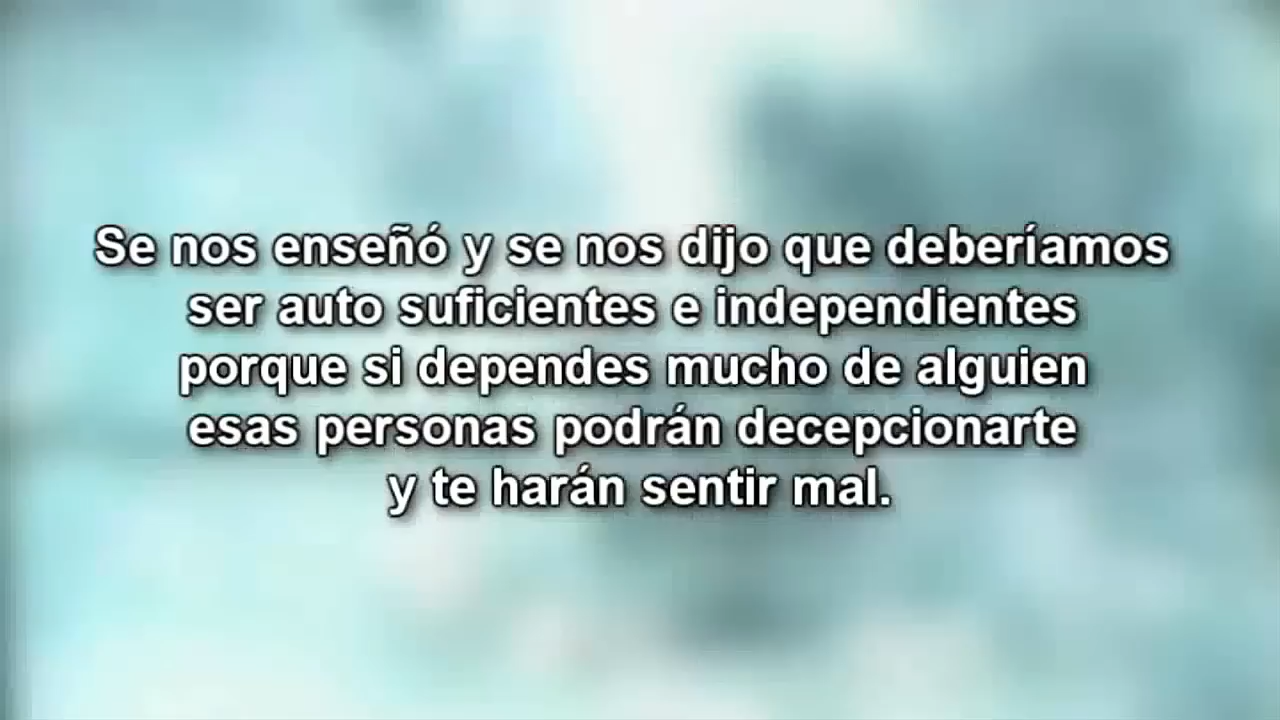 Se nos enseñó y se nos dijo que deberíamos
ser auto suficientes e independientes
porque si dependes mucho de alguien
esas personas podrán decepcionarte
y te harán sentir mal.